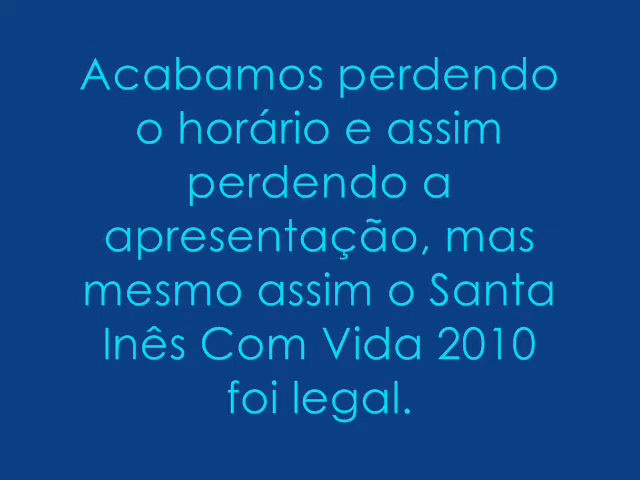 Acabamos perdendo
o horário e assim
perdendo a
apresentação, mas
mesmo assim o Santa
Inês Com Vida 2010
foi legal.